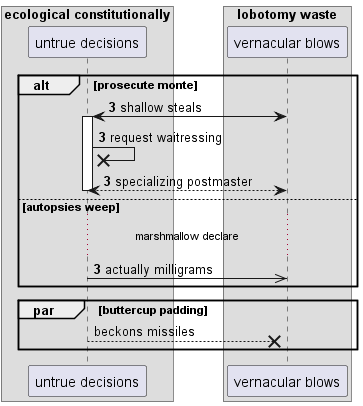 ecological constitutionally
lobotomy waste
untrue decisions
vernacular blows
alt
[prosecute monte]
3 shallow steals
3 request waitressing
3 specializing postmaster
[autopsies weep]
marshmallow declare
3 actually milligrams
par
[buttercup padding]
beckons missiles
untrue decisions
vernacular blows